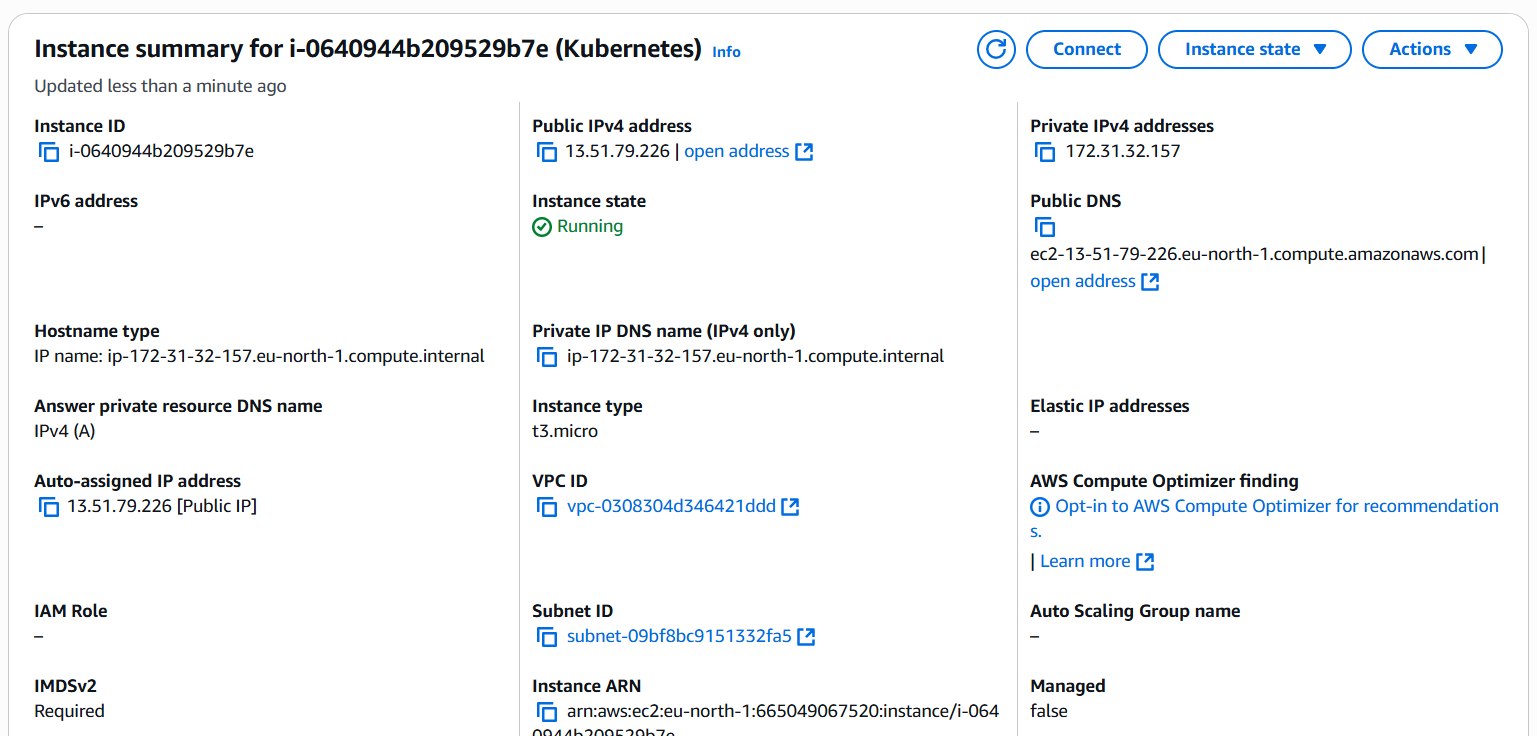 Instance summary for i-0640944b209529b7e (Kubernetes) Info
Connect
Instance state
Actions
Updated less than a minute ago
Instance ID
i-0640944b209529b7e
Public IPv4 address
13.51.79.226 | open address
Private IPv4 addresses
172.31.32.157
IPv6 address
–
Instance state
Running
Public DNS
ec2-13-51-79-226.eu-north-1.compute.amazonaws.com |
open address
Hostname type
IP name: ip-172-31-32-157.eu-north-1.compute.internal
Private IP DNS name (IPv4 only)
ip-172-31-32-157.eu-north-1.compute.internal
Answer private resource DNS name
IPv4 (A)
Instance type
t3.micro
Elastic IP addresses
–
Auto-assigned IP address
13.51.79.226 [Public IP]
VPC ID
vpc-0308304d346421ddd
AWS Compute Optimizer finding
Opt-in to AWS Compute Optimizer for recommendation
s.
| Learn more
IAM Role
–
Subnet ID
subnet-09bf8bc9151332fa5
Auto Scaling Group name
–
IMDSv2
Required
Instance ARN
arn:aws:ec2:eu-north-1:665049067520:instance/i-064
0944b209529b7e
Managed
false